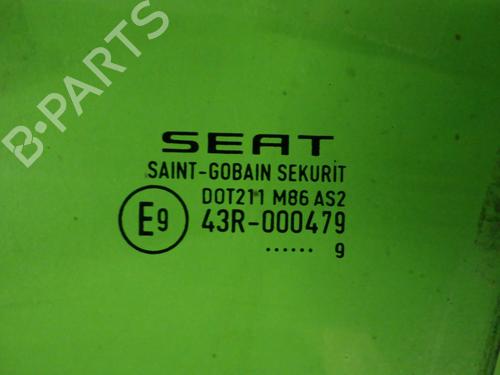 B-PARTS
SEAT
SAINT-GOBAIN SEKURIT
DOT211 M86 AS2
E9 43R-000479
...... 9